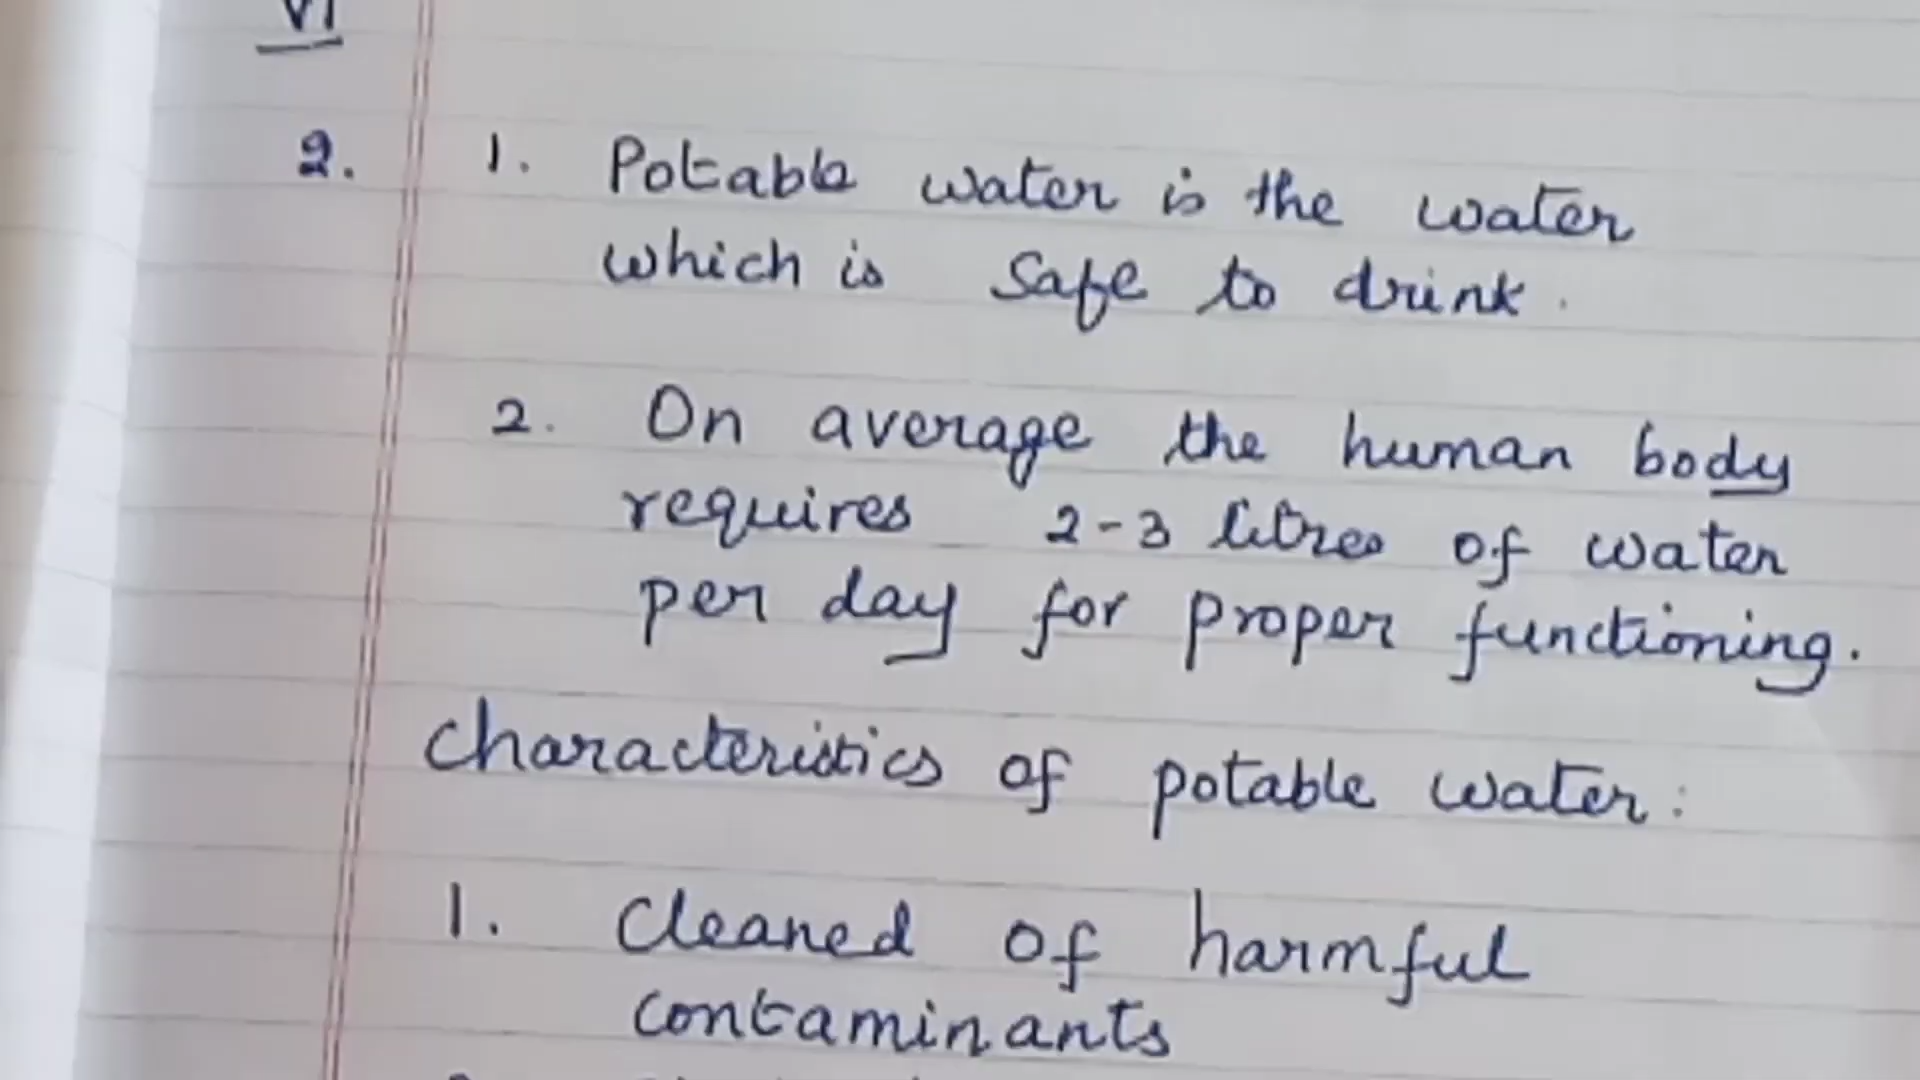 VI
2. 1. Potable water is the water
which is safe to drink.
2. On average the human body
requires 2-3 litres of water
per day for proper functioning.
Characteristics of potable water:
1. Cleaned of harmful
contaminants